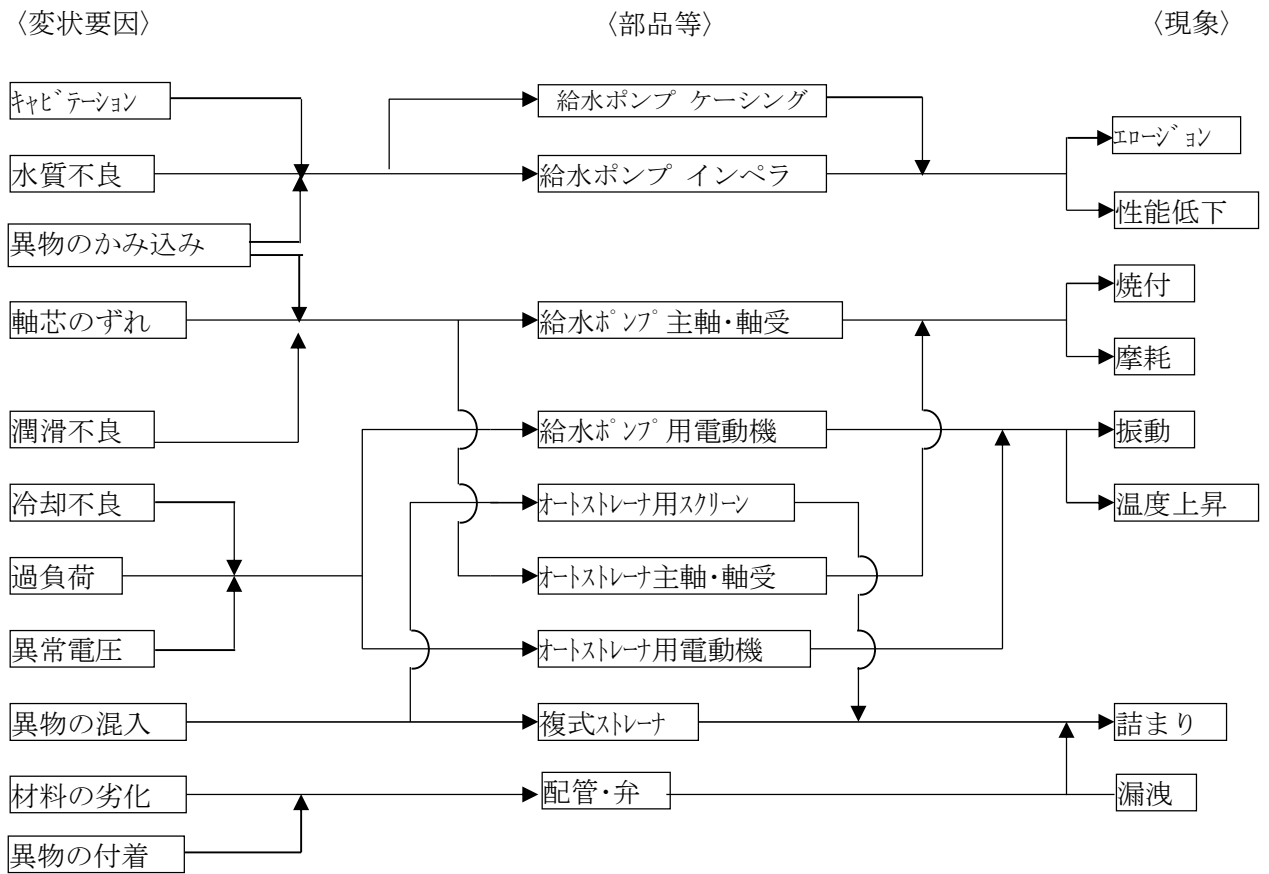 〈変状要因〉
〈部品等〉
〈現象〉
ｷｬﾋﾞﾃｰｼｮﾝ
水質不良
異物のかみ込み
軸芯のずれ
潤滑不良
冷却不良
過負荷
異常電圧
異物の混入
材料の劣化
異物の付着
給水ポンプ ケーシング
給水ポンプ インペラ
給水ﾎﾟﾝﾌﾟ主軸・軸受
給水ﾎﾟﾝﾌﾟ用電動機
ｵｰﾄｽﾄﾚｰﾅ用ｽｸﾘｰﾝ
ｵｰﾄｽﾄﾚｰﾅ主軸・軸受
ｵｰﾄｽﾄﾚｰﾅ用電動機
複式ｽﾄﾚｰﾅ
配管・弁
ｴﾛｰｼﾞｮﾝ
性能低下
焼付
摩耗
振動
温度上昇
詰まり
漏洩